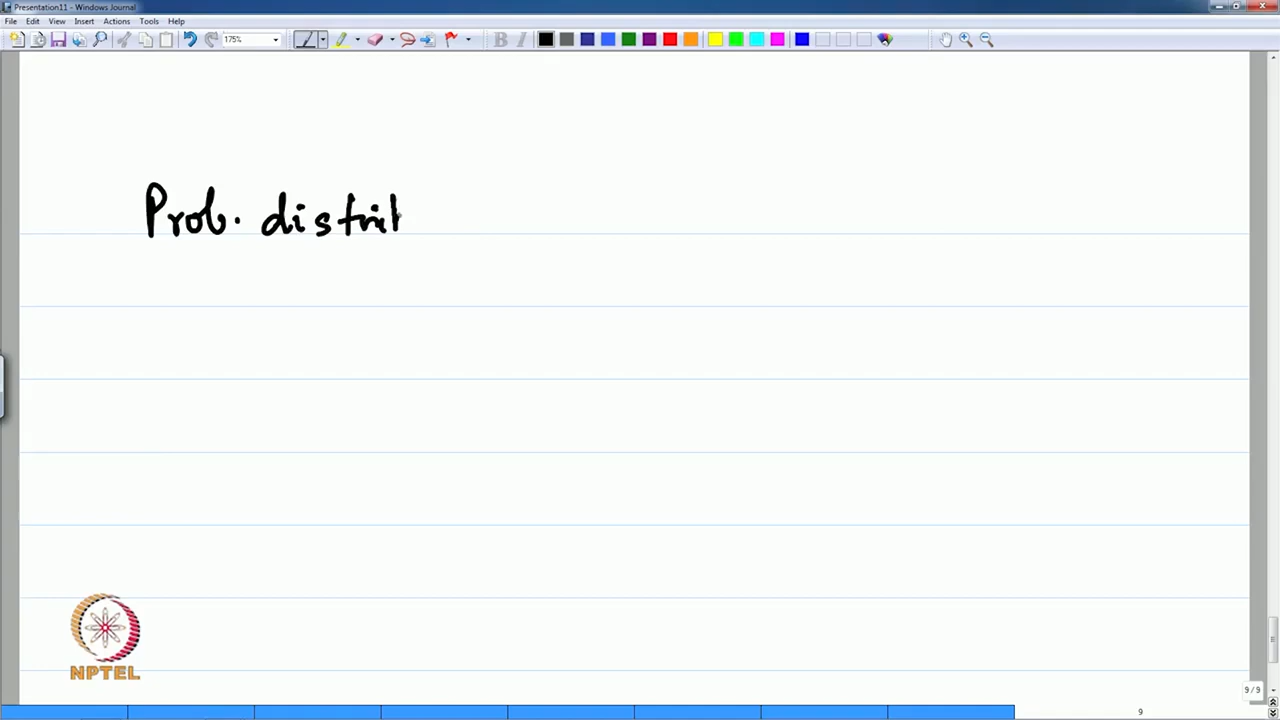 Presentation11 - Windows Journal
File Edit View Insert Actions Tools Help
175%
Prob. distrib
NPTEL
9 / 9
9